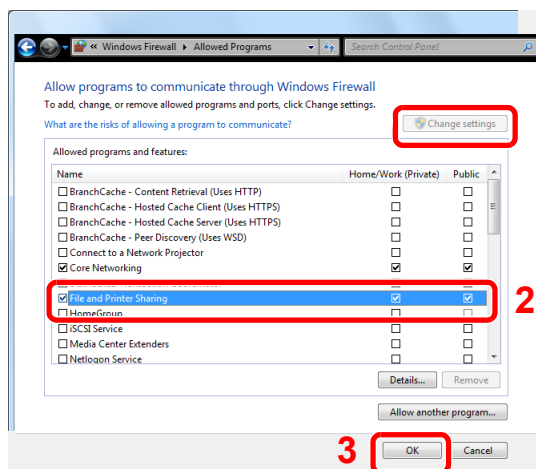 « Windows Firewall ▸ Allowed Programs
Search Control Panel
Allow programs to communicate through Windows Firewall
To add, change, or remove allowed programs and ports, click Change settings.
What are the risks of allowing a program to communicate?
Change settings
Allowed programs and features:
Name Home/Work (Private) Public
BranchCache - Content Retrieval (Uses HTTP)
BranchCache - Hosted Cache Client (Uses HTTPS)
BranchCache - Hosted Cache Server (Uses HTTPS)
BranchCache - Peer Discovery (Uses WSD)
Connect to a Network Projector
Core Networking
File and Printer Sharing
2
HomeGroup
iSCSI Service
Media Center Extenders
Netlogon Service
Details... Remove
Allow another program...
3 OK Cancel